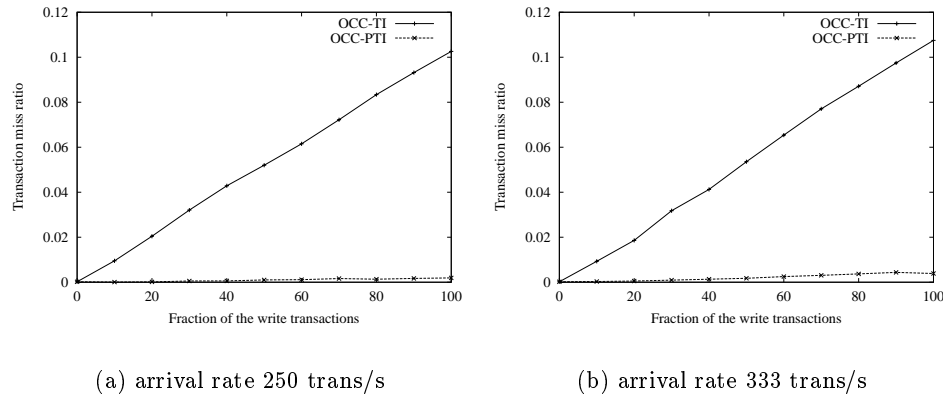 0.12
0.1
0.08
0.06
0.04
0.02
0
Transaction miss ratio
OCC-TI
OCC-PTI
0 20 40 60 80 100
Fraction of the write transactions
(a) arrival rate 250 trans/s
0.12
0.1
0.08
0.06
0.04
0.02
0
Transaction miss ratio
OCC-TI
OCC-PTI
0 20 40 60 80 100
Fraction of the write transactions
(b) arrival rate 333 trans/s